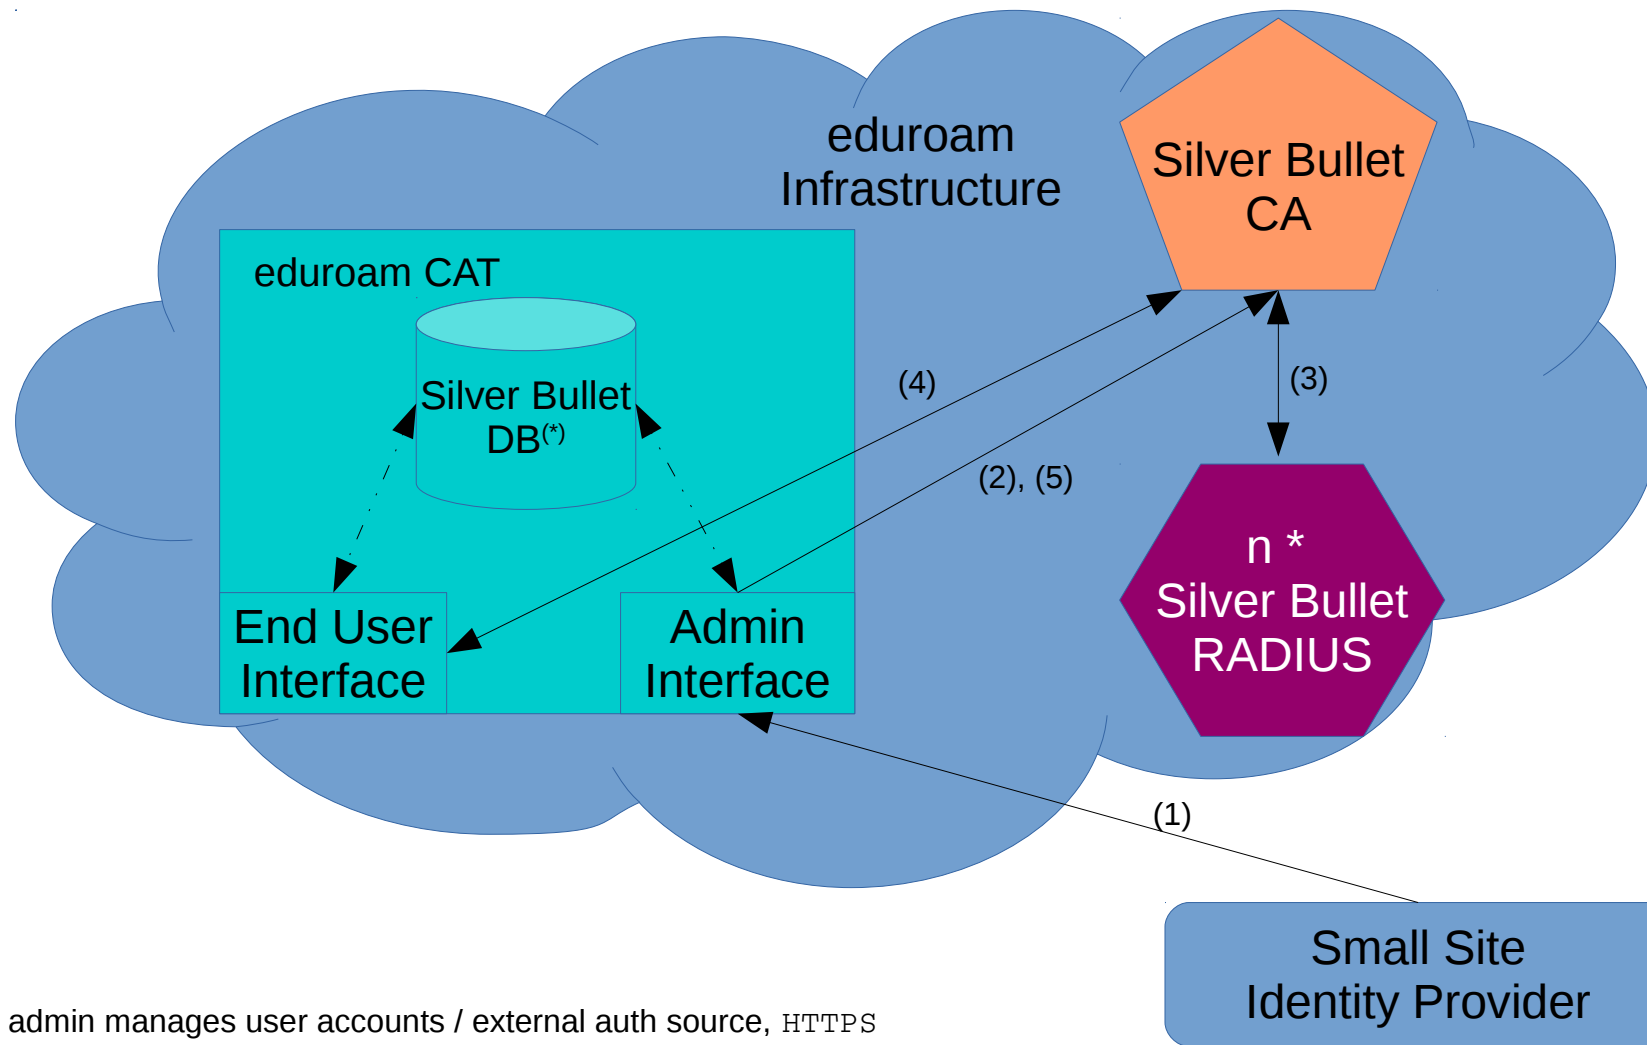 eduroam
Infrastructure
Silver Bullet
CA
eduroam CAT
Silver Bullet
DB(*)
(4)
(3)
(2), (5)
n *
Silver Bullet
RADIUS
End User
Interface
Admin
Interface
(1)
Small Site
Identity Provider
admin manages user accounts / external auth source, HTTPS